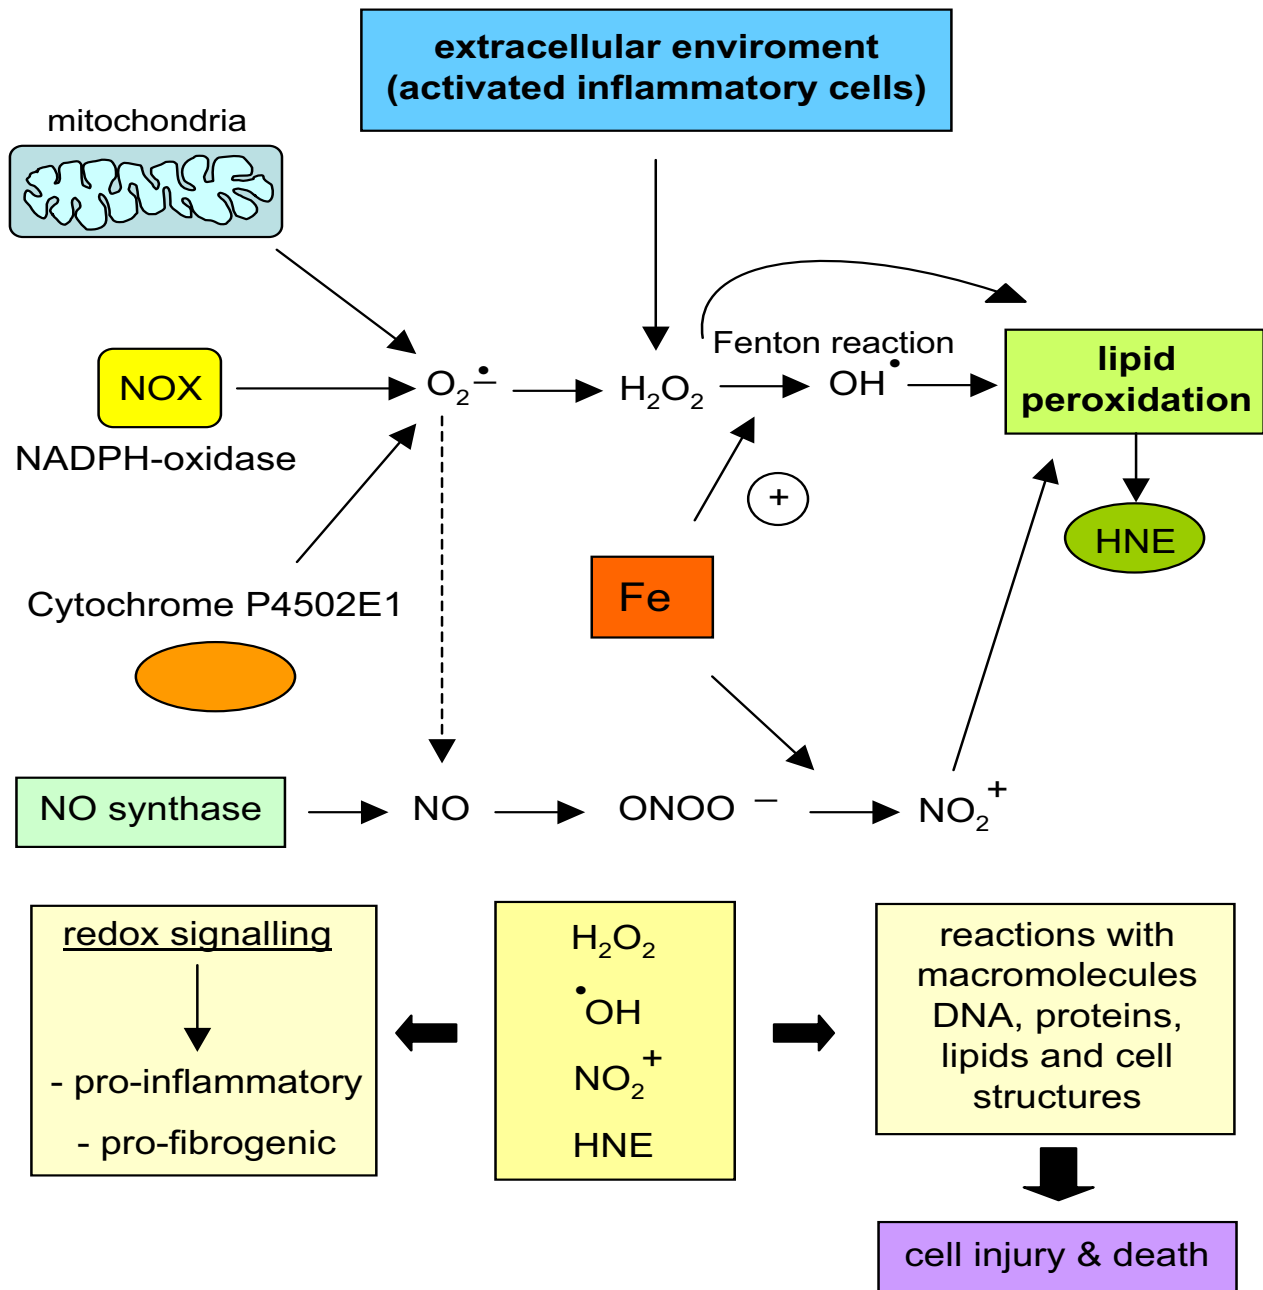 extracellular enviroment
(activated inflammatory cells)
mitochondria
Fenton reaction
NOX
O₂•⁻
H₂O₂
OH•
lipid
peroxidation
NADPH-oxidase
+
HNE
Fe
Cytochrome P4502E1
NO synthase
NO
ONOO⁻
NO₂⁺
redox signalling
- pro-inflammatory
- pro-fibrogenic
H₂O₂
•OH
NO₂⁺
HNE
reactions with
macromolecules
DNA, proteins,
lipids and cell
structures
cell injury & death